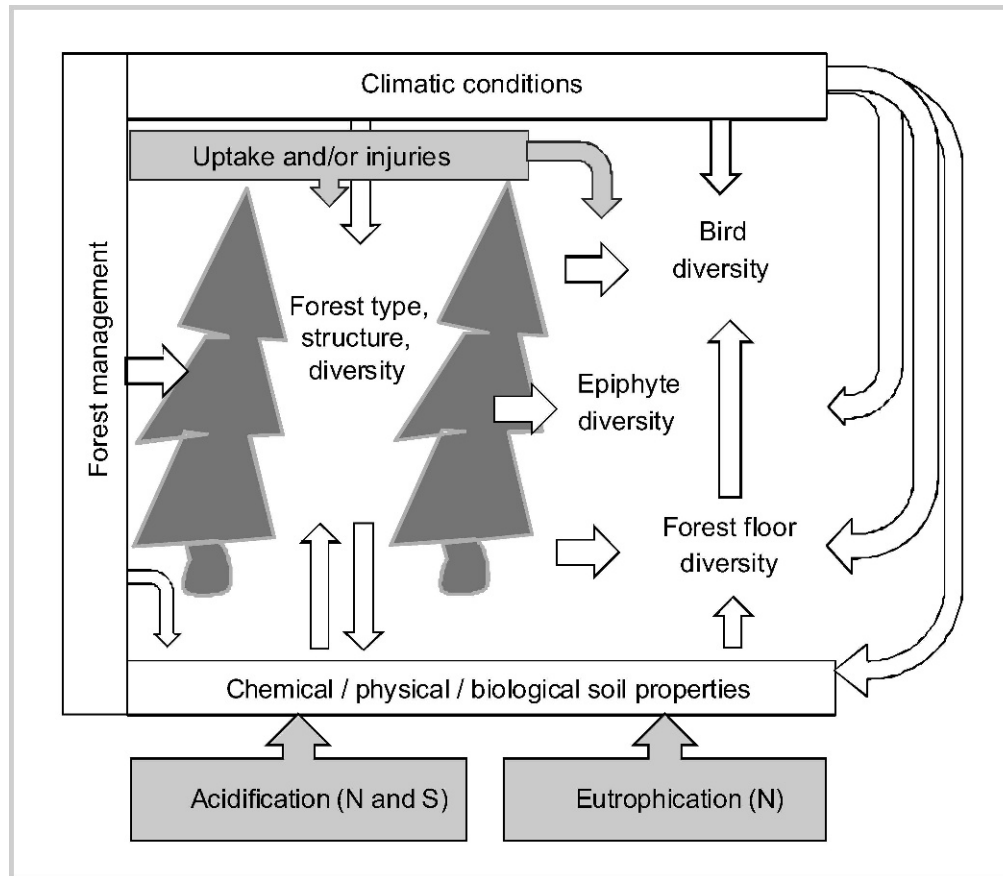 Climatic conditions
Uptake and/or injuries
Forest management
Bird
diversity
Forest type,
structure,
diversity
Epiphyte
diversity
Forest floor
diversity
Chemical / physical / biological soil properties
Acidification (N and S)
Eutrophication (N)